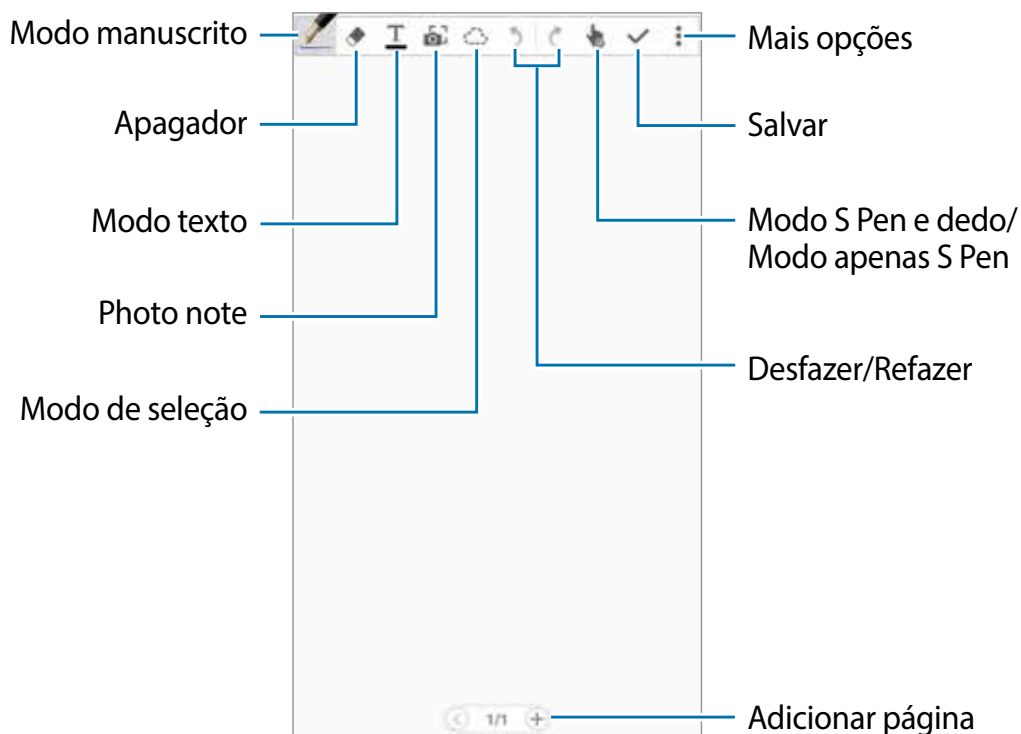 Modo manuscrito
Apagador
Modo texto
Photo note
Modo de seleção
T
Mais opções
Salvar
Modo S Pen e dedo/
Modo apenas S Pen
Desfazer/Refazer
1/1
Adicionar página